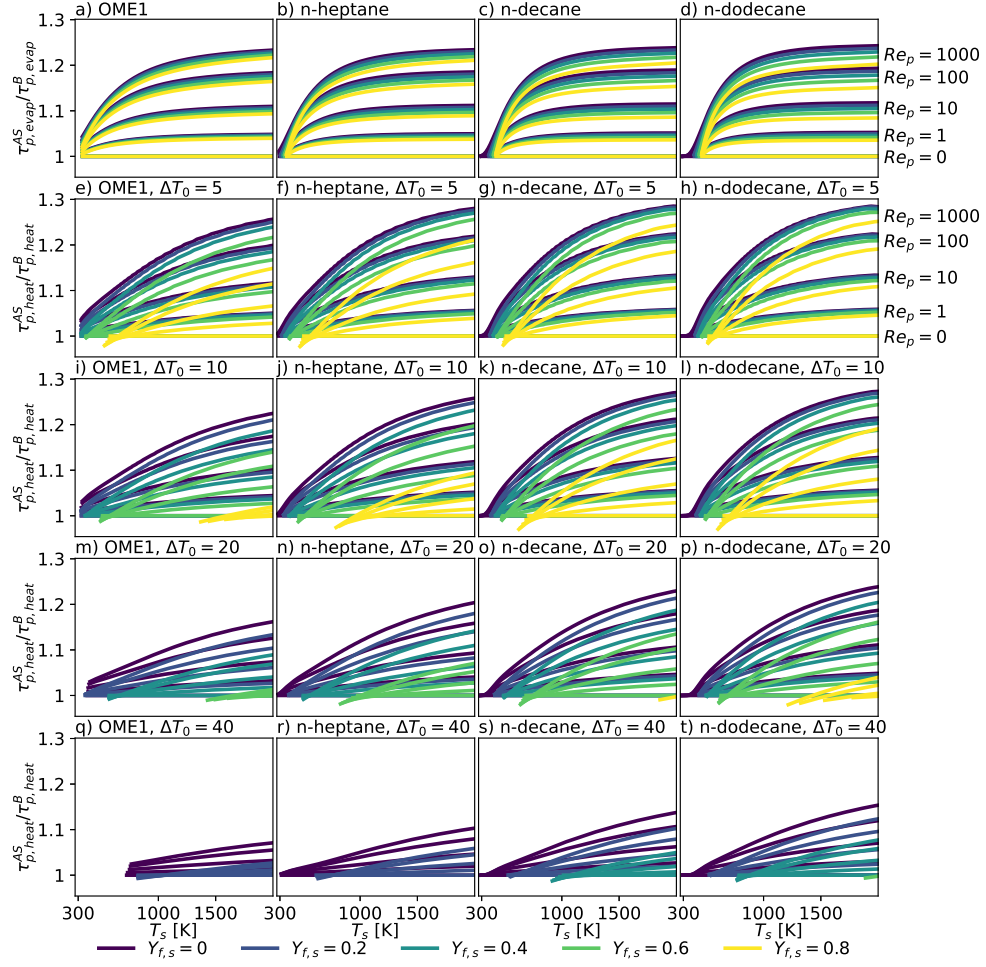 a) OME1 b) n-heptane c) n-decane d) n-dodecane
1.3
1.2
1.1
1
τ^{AS}_{p,evap}/τ^{B}_{p,evap}
Re_p = 1000
Re_p = 100
Re_p = 10
Re_p = 1
Re_p = 0
e) OME1, ΔT_0 = 5 f) n-heptane, ΔT_0 = 5 g) n-decane, ΔT_0 = 5 h) n-dodecane, ΔT_0 = 5
1.3
1.2
1.1
1
τ^{AS}_{p,heat}/τ^{B}_{p,heat}
Re_p = 1000
Re_p = 100
Re_p = 10
Re_p = 1
Re_p = 0
i) OME1, ΔT_0 = 10 j) n-heptane, ΔT_0 = 10 k) n-decane, ΔT_0 = 10 l) n-dodecane, ΔT_0 = 10
1.3
1.2
1.1
1
τ^{AS}_{p,heat}/τ^{B}_{p,heat}
m) OME1, ΔT_0 = 20 n) n-heptane, ΔT_0 = 20 o) n-decane, ΔT_0 = 20 p) n-dodecane, ΔT_0 = 20
1.3
1.2
1.1
1
τ^{AS}_{p,heat}/τ^{B}_{p,heat}
q) OME1, ΔT_0 = 40 r) n-heptane, ΔT_0 = 40 s) n-decane, ΔT_0 = 40 t) n-dodecane, ΔT_0 = 40
1.3
1.2
1.1
1
τ^{AS}_{p,heat}/τ^{B}_{p,heat}
300 1000 1500 300 1000 1500 300 1000 1500 300 1000 1500
T_s [K] T_s [K] T_s [K] T_s [K]
Y_{f,s} = 0 Y_{f,s} = 0.2 Y_{f,s} = 0.4 Y_{f,s} = 0.6 Y_{f,s} = 0.8